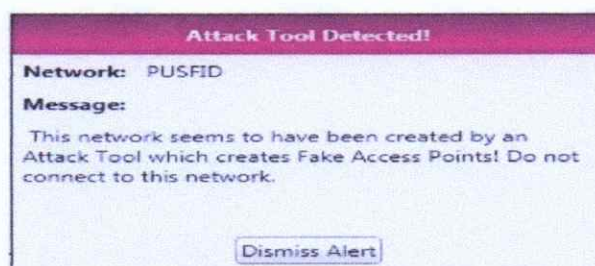 Attack Tool Detected!
Network: PUSFID
Message:
This network seems to have been created by an
Attack Tool which creates Fake Access Points! Do not
connect to this network.
Dismiss Alert